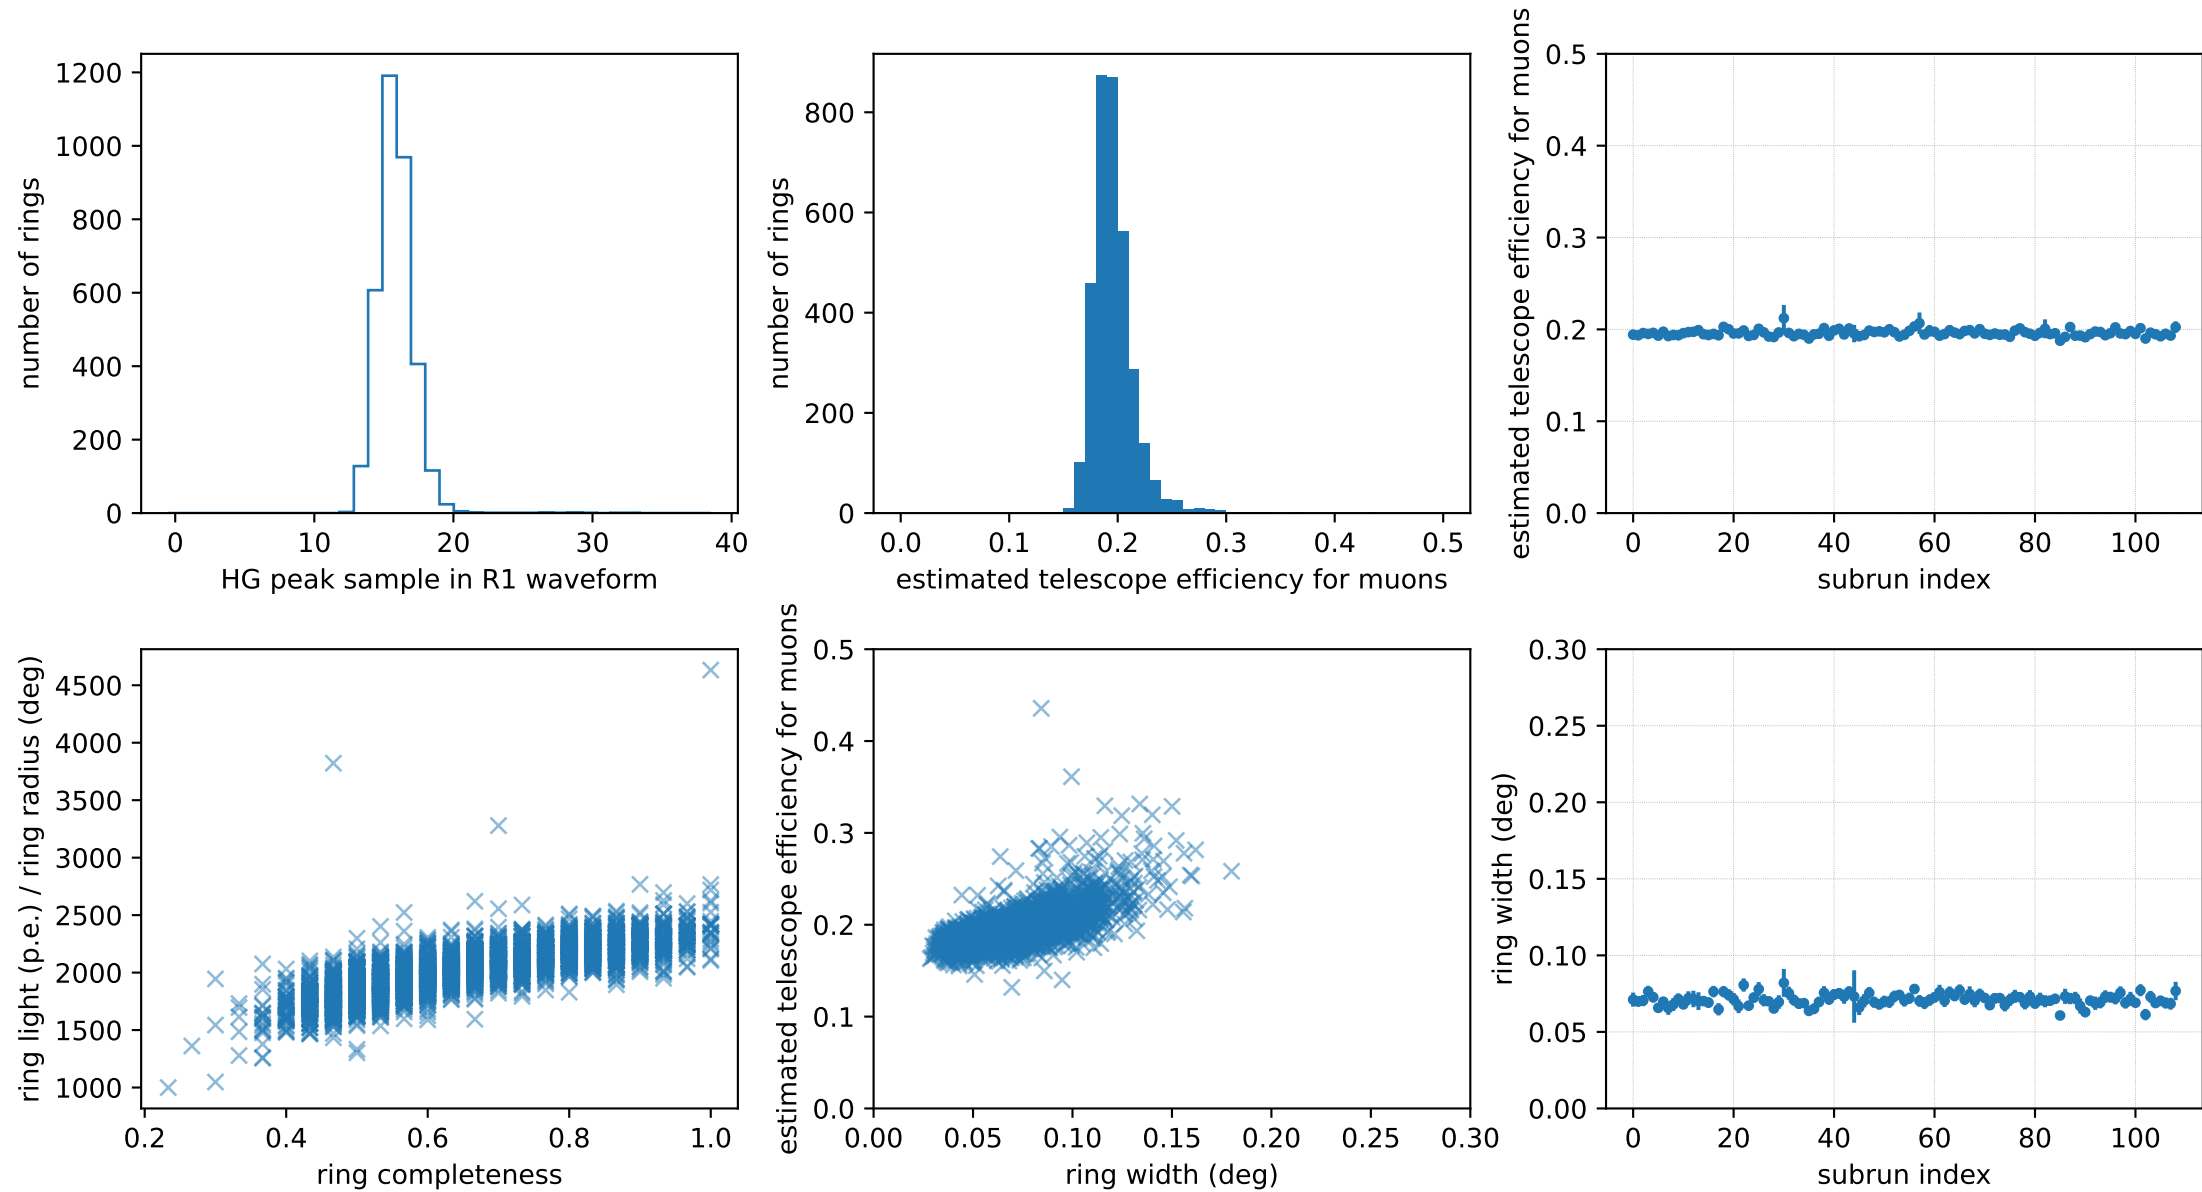 number of rings
1200
1000
800
600
400
200
0
0 10 20 30 40
HG peak sample in R1 waveform
number of rings
800
600
400
200
0
0.0 0.1 0.2 0.3 0.4 0.5
estimated telescope efficiency for muons
estimated telescope efficiency for muons
0.5
0.4
0.3
0.2
0.1
0.0
0 20 40 60 80 100
subrun index
ring light (p.e.) / ring radius (deg)
4500
4000
3500
3000
2500
2000
1500
1000
0.2 0.4 0.6 0.8 1.0
ring completeness
estimated telescope efficiency for muons
0.5
0.4
0.3
0.2
0.1
0.0
0.00 0.05 0.10 0.15 0.20 0.25 0.30
ring width (deg)
ring width (deg)
0.30
0.25
0.20
0.15
0.10
0.05
0.00
0 20 40 60 80 100
subrun index